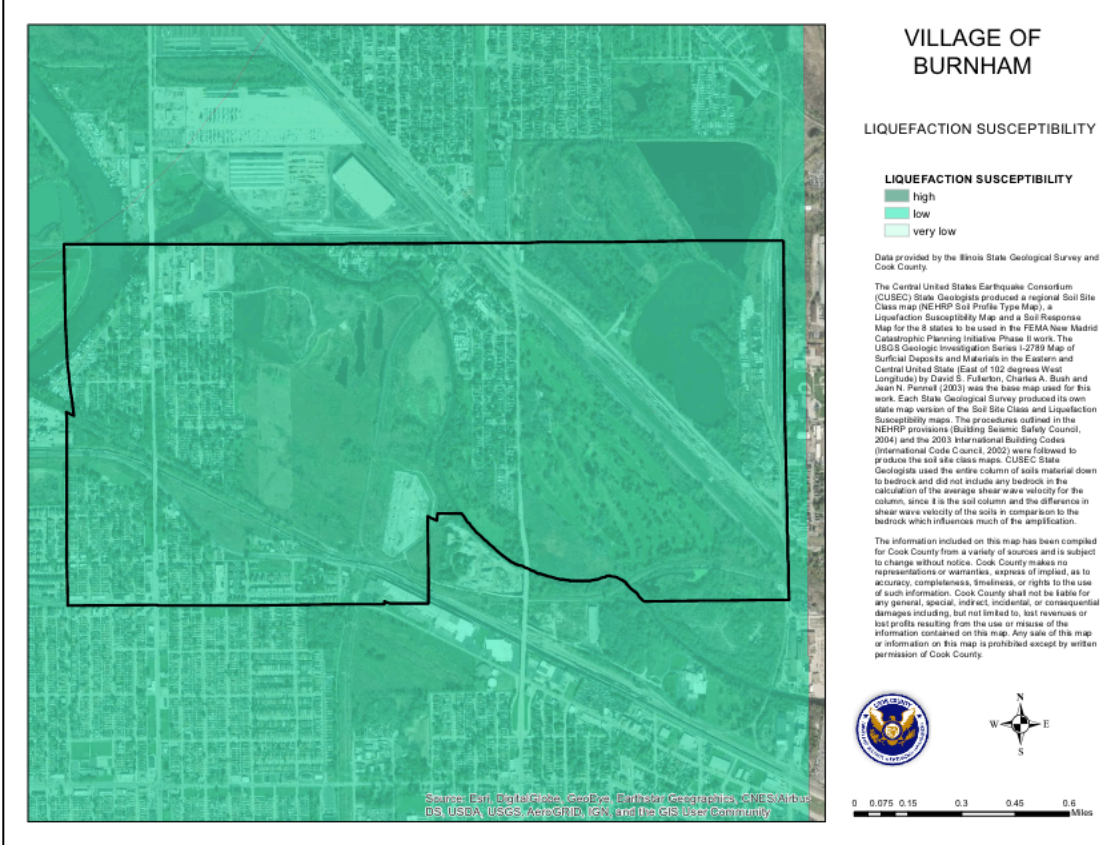 VILLAGE OF
BURNHAM
LIQUEFACTION SUSCEPTIBILITY
LIQUEFACTION SUSCEPTIBILITY
high
low
very low
Data provided by the Illinois State Geological Survey and
Cook County.
The Central United States Earthquake Consortium
(CUSEC) State Geologists produced a regional Soil Site
Class map (NEHRP Soil Profile Type Map), a
Liquefaction Susceptibility Map and a Soil Response
Map for the 8 states to be used in the FEMA New Madrid
Catastrophic Planning Initiative Phase II work. The
USGS Geologic Investigation Series I-2789 Map of
Surficial Deposits and Materials in the Eastern and
Central United State (East of 102 degrees West
Longitude) by David S. Fullerton, Charles A. Bush and
Jean N. Pennell (2003) was the base map used for this
work. Each State Geological Survey produced its own
state map version of the Soil Site Class and Liquefaction
Susceptibility maps. The procedures outlined in the
NEHRP provisions (Building Seismic Safety Council,
2004) and the 2003 International Building Codes
(International Code Council, 2002) were followed to
produce the soil site class maps. CUSEC State
Geologists used the entire column of soils material down
to bedrock and did not include any bedrock in the
calculation of the average shear wave velocity for the
column, since it is the soil column and the difference in
shear wave velocity of the soils in comparison to the
bedrock which influences much of the amplification.
The information included on this map has been compiled
for Cook County from a variety of sources and is subject
to change without notice. Cook County makes no
representations or warranties, express of implied, as to
accuracy, completeness, timeliness, or rights to the use
of such information. Cook County shall not be liable for
any general, special, indirect, incidental, or consequential
damages including, but not limited to, lost revenues or
lost profits resulting from the use or misuse of the
information contained on this map. Any sale of this map
or information on this map is prohibited except by written
permission of Cook County.
N
W E
S
0 0.075 0.15 0.3 0.45 0.6
Miles
Source: Esri, DigitalGlobe, GeoEye, Earthstar Geographics, CNES/Airbus
DS, USDA, USGS, AeroGRID, IGN, and the GIS User Community